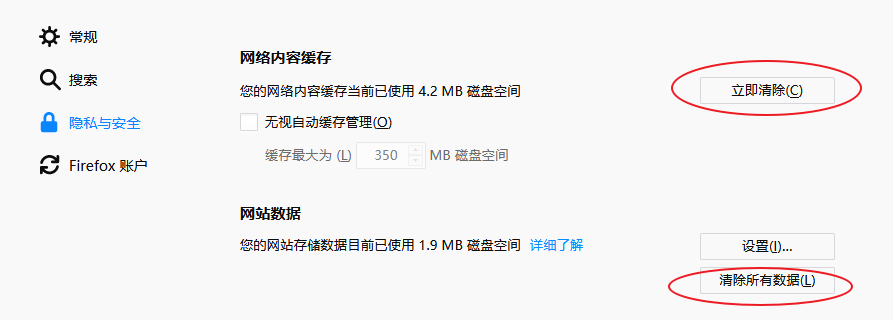 常规
搜索
隐私与安全
Firefox 账户
网络内容缓存
您的网络内容缓存当前已使用 4.2 MB 磁盘空间
立即清除(C)
无视自动缓存管理(O)
缓存最大为 (L) 350 MB 磁盘空间
网站数据
您的网站存储数据目前已使用 1.9 MB 磁盘空间 详细了解
设置(I)...
清除所有数据(L)